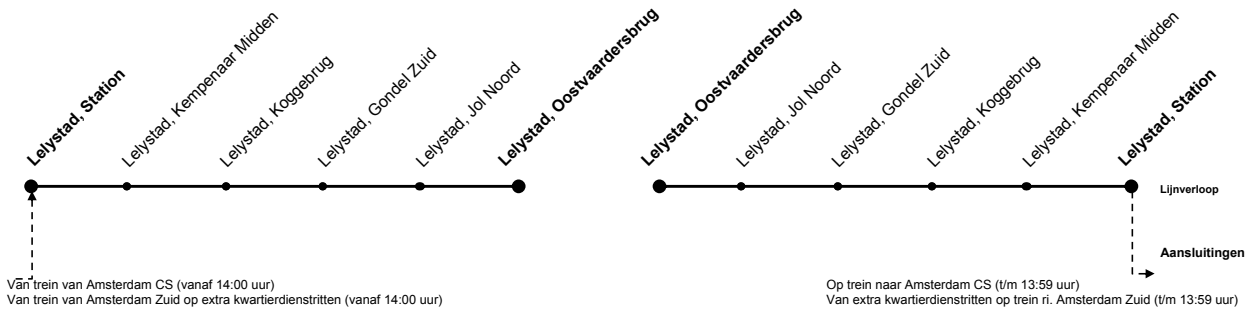 Lelystad, Station
Lelystad, Kempenaar Midden
Lelystad, Koggebrug
Lelystad, Gondel Zuid
Lelystad, Jol Noord
Lelystad, Oostvaardersbrug
Lelystad, Oostvaardersbrug
Lelystad, Jol Noord
Lelystad, Gondel Zuid
Lelystad, Koggebrug
Lelystad, Kempenaar Midden
Lelystad, Station
Lijnverloop
Aansluitingen
Van trein van Amsterdam CS (vanaf 14:00 uur)
Van trein van Amsterdam Zuid op extra kwartierdienstritten (vanaf 14:00 uur)
Op trein naar Amsterdam CS (t/m 13:59 uur)
Van extra kwartierdienstritten op trein ri. Amsterdam Zuid (t/m 13:59 uur)